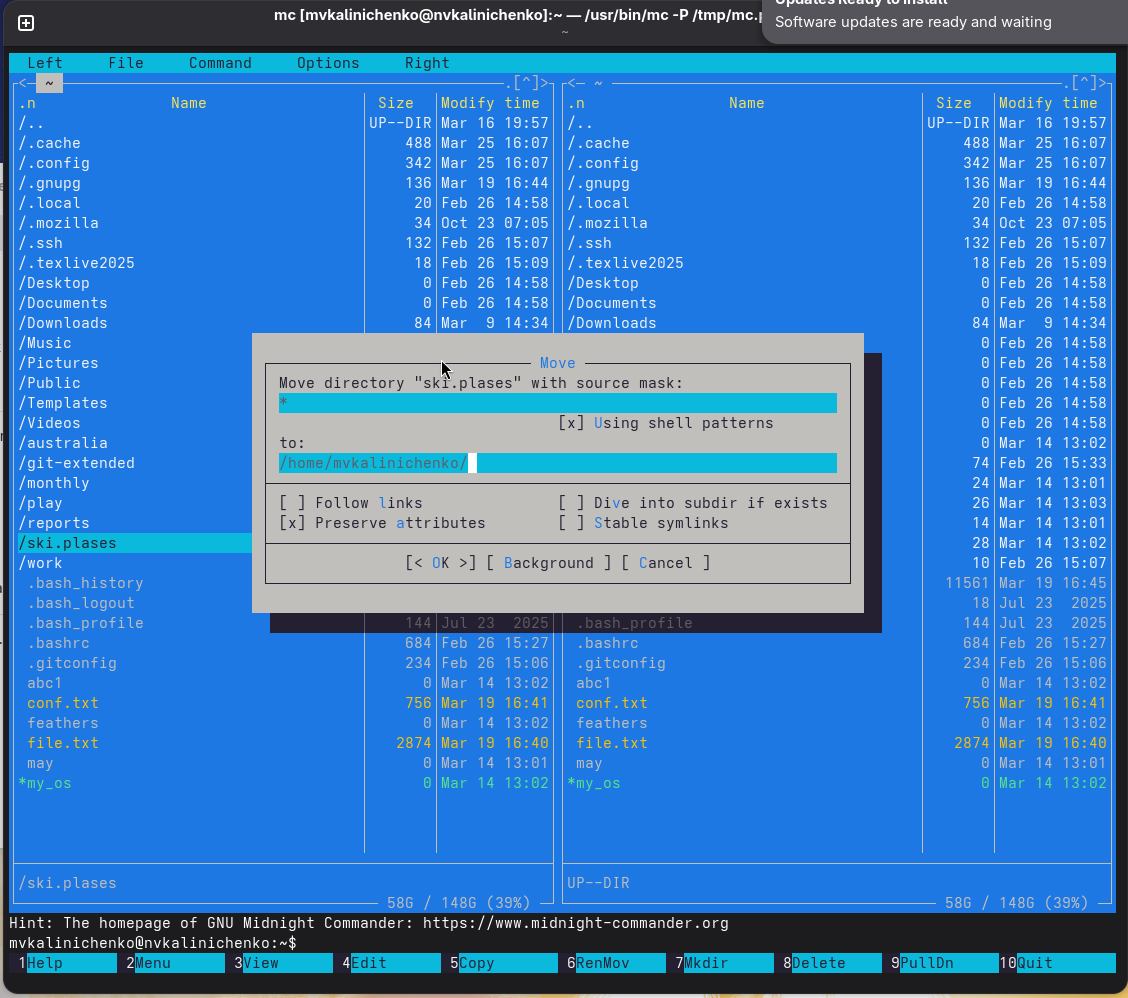 Updates Ready to Install
Software updates are ready and waiting
mc [mvkalinichenko@nvkalinichenko]:~ — /usr/bin/mc -P /tmp/mc.
~
Left File Command Options Right
<─ ~ .[^]> <─ ~ .[^]>
.n Name Size Modify time .n Name Size Modify time
/.. UP--DIR Mar 16 19:57 /.. UP--DIR Mar 16 19:57
/.cache 488 Mar 25 16:07 /.cache 488 Mar 25 16:07
/.config 342 Mar 25 16:07 /.config 342 Mar 25 16:07
/.gnupg 136 Mar 19 16:44 /.gnupg 136 Mar 19 16:44
/.local 20 Feb 26 14:58 /.local 20 Feb 26 14:58
/.mozilla 34 Oct 23 07:05 /.mozilla 34 Oct 23 07:05
/.ssh 132 Feb 26 15:07 /.ssh 132 Feb 26 15:07
/.texlive2025 18 Feb 26 15:09 /.texlive2025 18 Feb 26 15:09
/Desktop 0 Feb 26 14:58 /Desktop 0 Feb 26 14:58
/Documents 0 Feb 26 14:58 /Documents 0 Feb 26 14:58
/Downloads 84 Mar 9 14:34 /Downloads 84 Mar 9 14:34
/Music 0 Feb 26 14:58
/Pictures 0 Feb 26 14:58
/Public 0 Feb 26 14:58
/Templates 0 Feb 26 14:58
/Videos 0 Feb 26 14:58
/australia 0 Mar 14 13:02
/git-extended 74 Feb 26 15:33
/monthly 24 Mar 14 13:01
/play 26 Mar 14 13:03
/reports 14 Mar 14 13:01
/ski.plases 28 Mar 14 13:02
/work 10 Feb 26 15:07
.bash_history 11561 Mar 19 16:45
.bash_logout 18 Jul 23 2025
Move
Move directory "ski.plases" with source mask:
*
[x] Using shell patterns
to:
/home/mvkalinichenko/
[ ] Follow links [ ] Dive into subdir if exists
[x] Preserve attributes [ ] Stable symlinks
[< OK >] [ Background ] [ Cancel ]
.bash_profile 144 Jul 23 2025 .bash_profile 144 Jul 23 2025
.bashrc 684 Feb 26 15:27 .bashrc 684 Feb 26 15:27
.gitconfig 234 Feb 26 15:06 .gitconfig 234 Feb 26 15:06
abc1 0 Mar 14 13:02 abc1 0 Mar 14 13:02
conf.txt 756 Mar 19 16:41 conf.txt 756 Mar 19 16:41
feathers 0 Mar 14 13:02 feathers 0 Mar 14 13:02
file.txt 2874 Mar 19 16:40 file.txt 2874 Mar 19 16:40
may 0 Mar 14 13:01 may 0 Mar 14 13:01
*my_os 0 Mar 14 13:02 *my_os 0 Mar 14 13:02
/ski.plases UP--DIR
58G / 148G (39%) 58G / 148G (39%)
Hint: The homepage of GNU Midnight Commander: https://www.midnight-commander.org
mvkalinichenko@nvkalinichenko:~$
1Help 2Menu 3View 4Edit 5Copy 6RenMov 7Mkdir 8Delete 9PullDn 10Quit